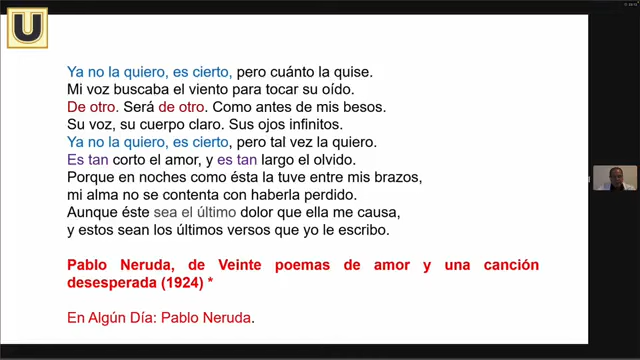 U
Ya no la quiero, es cierto, pero cuánto la quise.
Mi voz buscaba el viento para tocar su oído.
De otro. Será de otro. Como antes de mis besos.
Su voz, su cuerpo claro. Sus ojos infinitos.
Ya no la quiero, es cierto, pero tal vez la quiero.
Es tan corto el amor, y es tan largo el olvido.
Porque en noches como ésta la tuve entre mis brazos,
mi alma no se contenta con haberla perdido.
Aunque éste sea el último dolor que ella me causa,
y estos sean los últimos versos que yo le escribo.
Pablo Neruda, de Veinte poemas de amor y una canción
desesperada (1924) *
En Algún Día: Pablo Neruda.